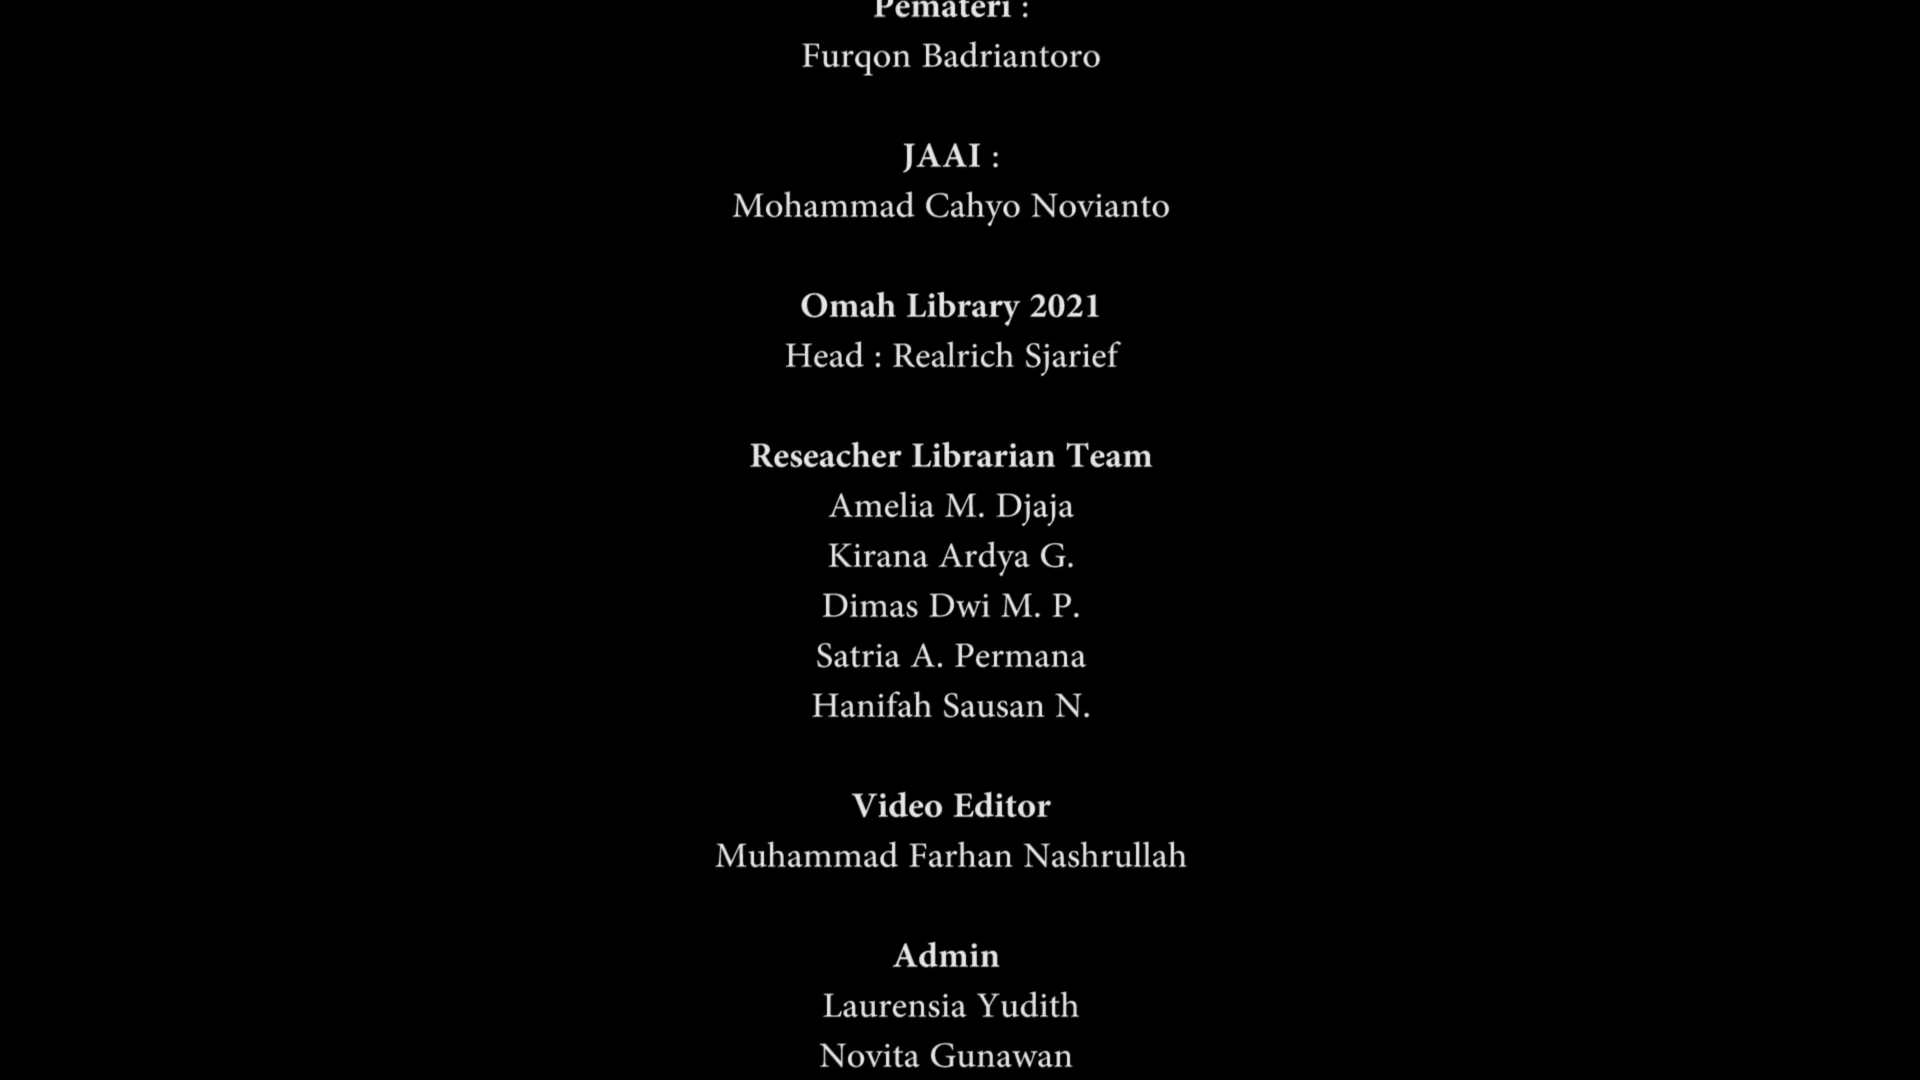 Pemateri :
Furqon Badriantoro
JAAI :
Mohammad Cahyo Novianto
Omah Library 2021
Head : Realrich Sjarief
Reseacher Librarian Team
Amelia M. Djaja
Kirana Ardya G.
Dimas Dwi M. P.
Satria A. Permana
Hanifah Sausan N.
Video Editor
Muhammad Farhan Nashrullah
Admin
Laurensia Yudith
Novita Gunawan